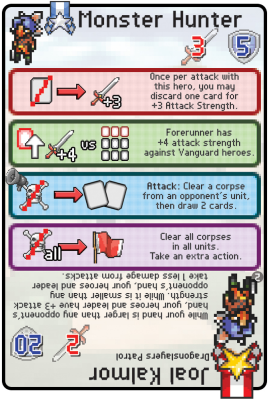 Monster Hunter
3
5
Once per attack with
this hero, you may
discard one card for
+3 Attack Strength.
+3
Forerunner has
+4 attack strength
against Vanguard heroes.
+4 vs
Attack: Clear a corpse
from an opponent's unit,
then draw 2 cards.
Clear all corpses
in all units.
Take an extra action.
all
Joal Kalmor
Dragonslayers Patrol
2
20
While your hand is larger than any opponent's
hand, your heroes and leader have +3 attack
strength. While it is smaller than any
opponent's hand, your heroes and leader
take 1 less damage from attacks.